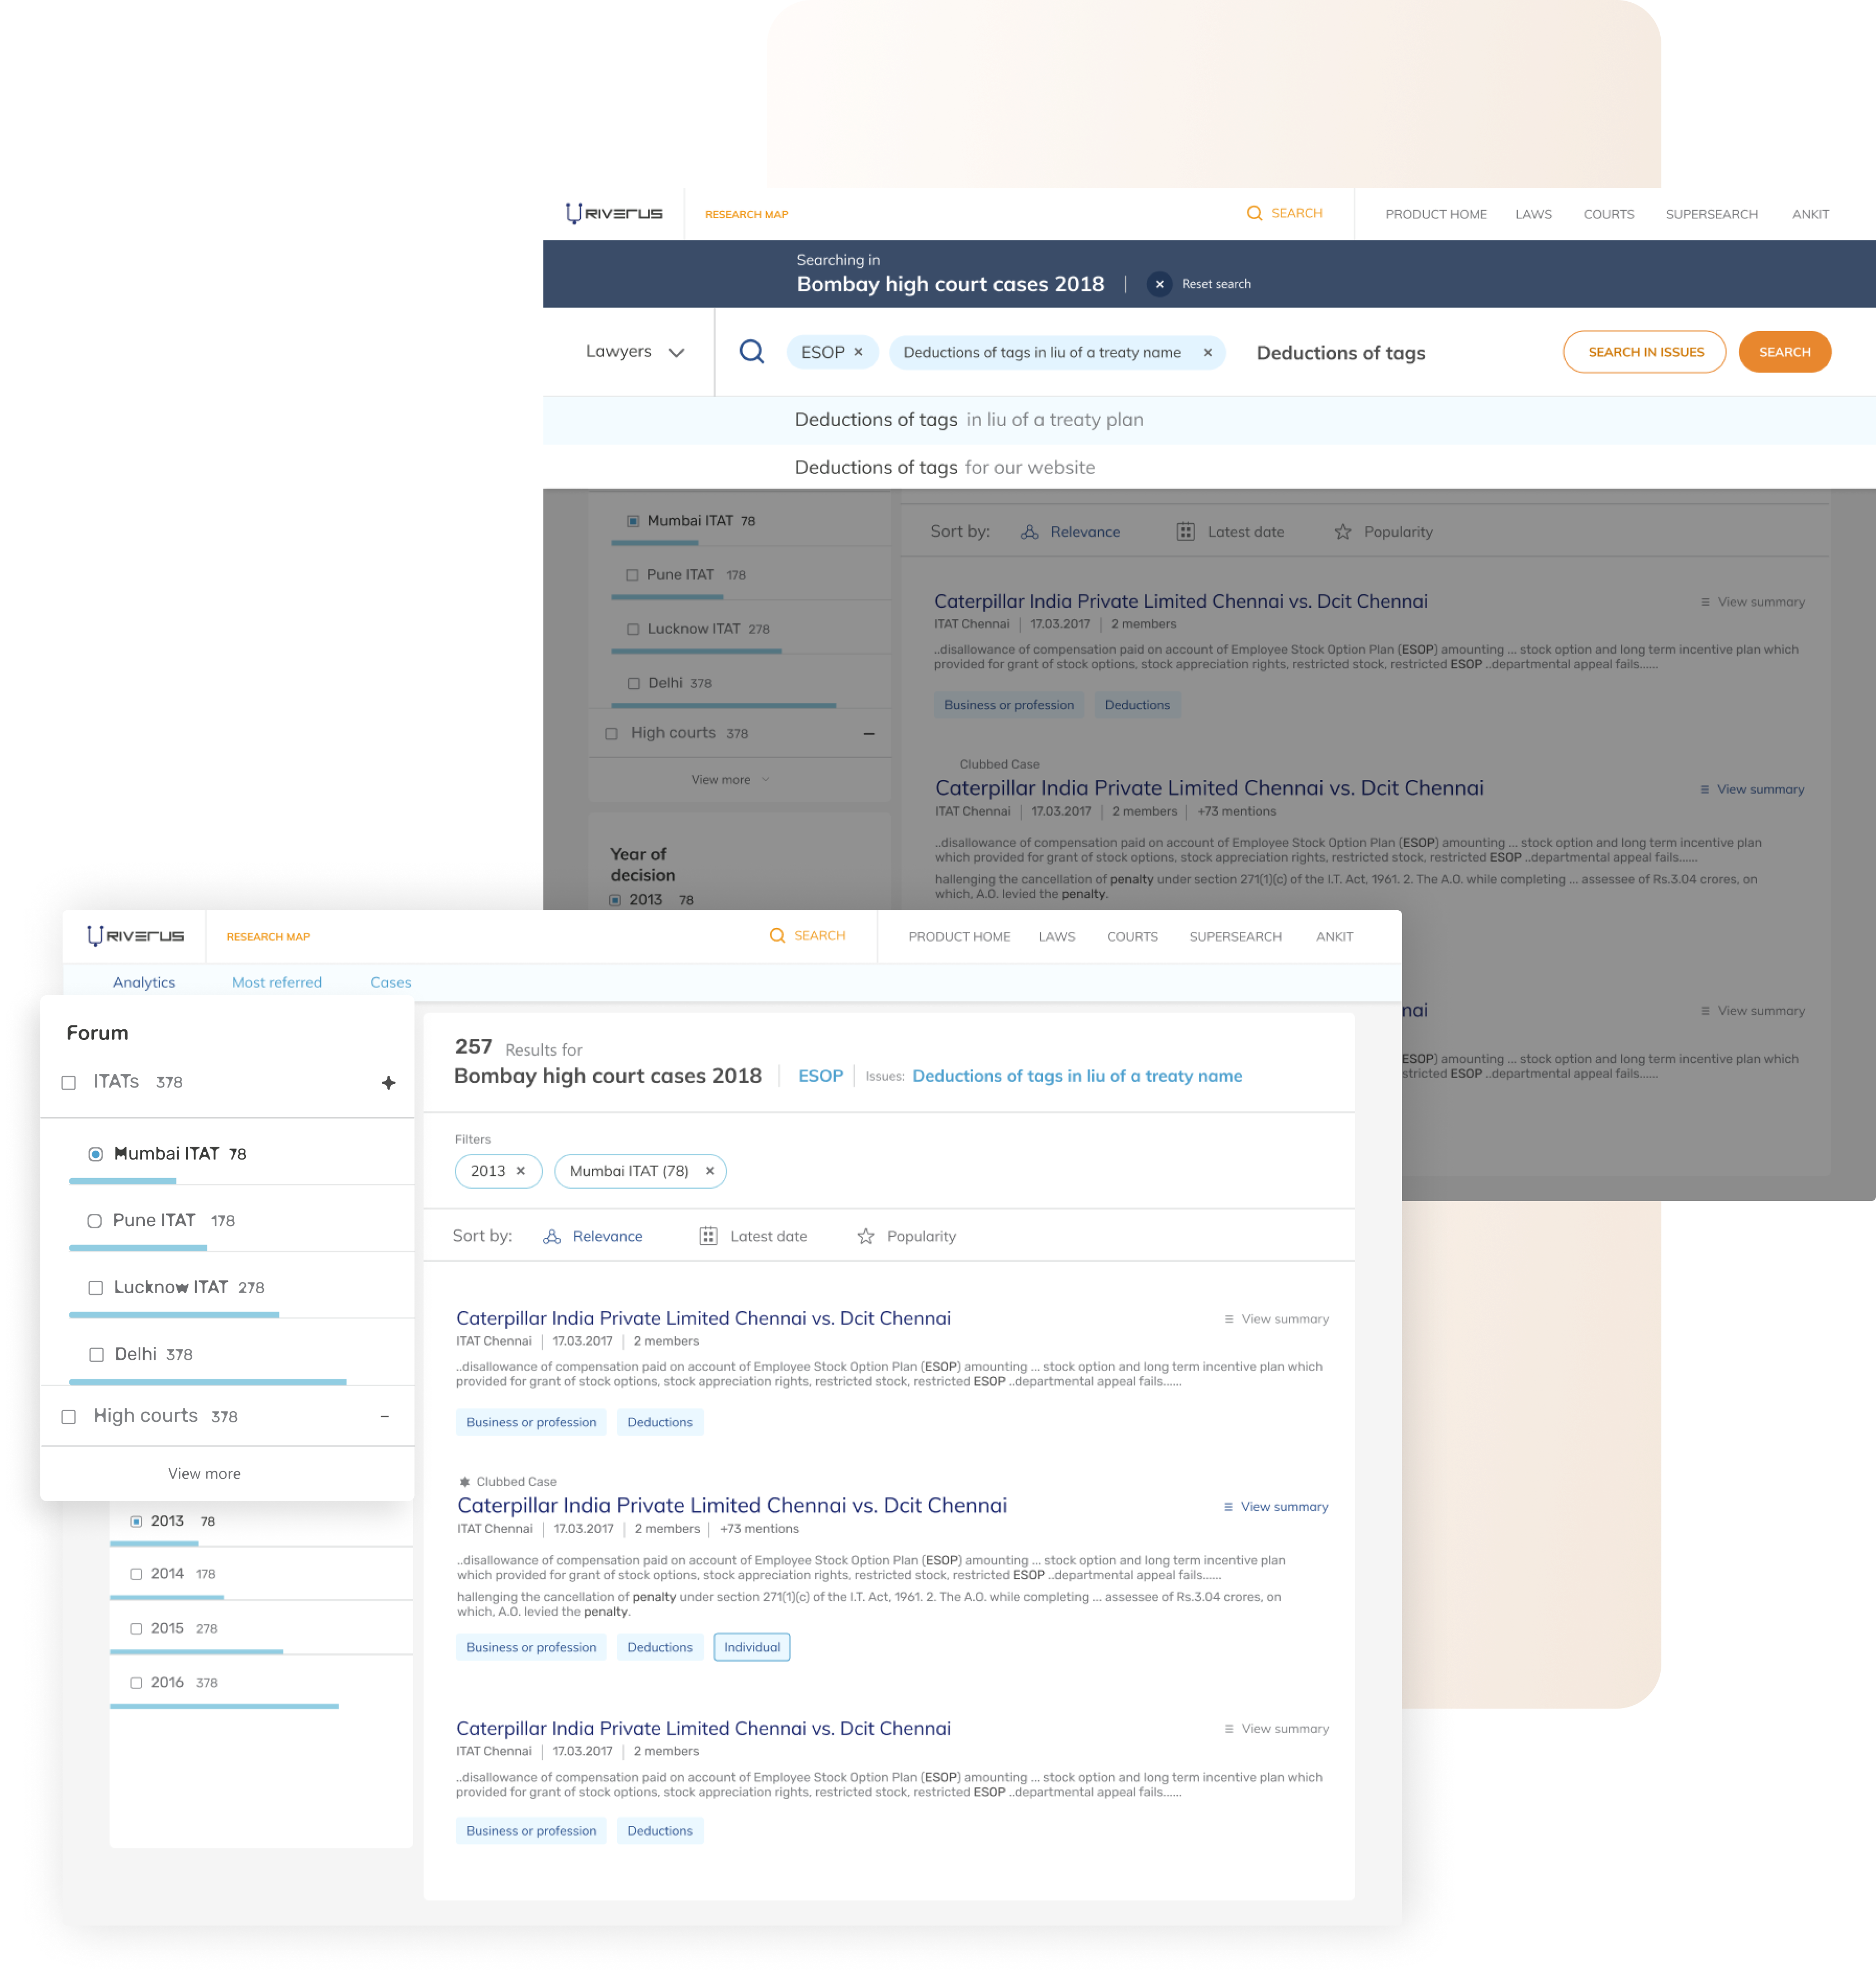 RIVERUS
RESEARCH MAP
SEARCH
PRODUCT HOME LAWS COURTS SUPERSEARCH ANKIT
Searching in
Bombay high court cases 2018 Reset search
Lawyers ESOP × Deductions of tags in liu of a treaty name × Deductions of tags SEARCH IN ISSUES SEARCH
Deductions of tags in liu of a treaty plan
Deductions of tags for our website
Mumbai ITAT 78
Pune ITAT 178
Lucknow ITAT 278
Delhi 378
High courts 378
View more
Year of
decision
2013 78
Sort by: Relevance Latest date Popularity
Caterpillar India Private Limited Chennai vs. Dcit Chennai View summary
ITAT Chennai | 17.03.2017 | 2 members
..disallowance of compensation paid on account of Employee Stock Option Plan (ESOP) amounting ... stock option and long term incentive plan which
provided for grant of stock options, stock appreciation rights, restricted stock, restricted ESOP ..departmental appeal fails......
Business or profession Deductions
Clubbed Case
Caterpillar India Private Limited Chennai vs. Dcit Chennai View summary
ITAT Chennai | 17.03.2017 | 2 members | +73 mentions
..disallowance of compensation paid on account of Employee Stock Option Plan (ESOP) amounting ... stock option and long term incentive plan
which provided for grant of stock options, stock appreciation rights, restricted stock, restricted ESOP ..departmental appeal fails......
hallenging the cancellation of penalty under section 271(1)(c) of the I.T. Act, 1961. 2. The A.O. while completing ... assessee of Rs.3.04 crores, on
which, A.O. levied the penalty.
nai View summary
ESOP) amounting ... stock option and long term incentive plan which
stricted ESOP ..departmental appeal fails......
RIVERUS
RESEARCH MAP
SEARCH
PRODUCT HOME LAWS COURTS SUPERSEARCH ANKIT
Analytics Most referred Cases
Forum
ITATs 378
Mumbai ITAT 78
Pune ITAT 178
Lucknow ITAT 278
Delhi 378
High courts 378
View more
2013 78
2014 178
2015 278
2016 378
257 Results for
Bombay high court cases 2018 | ESOP | Issues: Deductions of tags in liu of a treaty name
Filters
2013 × Mumbai ITAT (78) ×
Sort by: Relevance Latest date Popularity
Caterpillar India Private Limited Chennai vs. Dcit Chennai View summary
ITAT Chennai | 17.03.2017 | 2 members
..disallowance of compensation paid on account of Employee Stock Option Plan (ESOP) amounting ... stock option and long term incentive plan which
provided for grant of stock options, stock appreciation rights, restricted stock, restricted ESOP ..departmental appeal fails......
Business or profession Deductions
Clubbed Case
Caterpillar India Private Limited Chennai vs. Dcit Chennai View summary
ITAT Chennai | 17.03.2017 | 2 members | +73 mentions
..disallowance of compensation paid on account of Employee Stock Option Plan (ESOP) amounting ... stock option and long term incentive plan
which provided for grant of stock options, stock appreciation rights, restricted stock, restricted ESOP ..departmental appeal fails......
hallenging the cancellation of penalty under section 271(1)(c) of the I.T. Act, 1961. 2. The A.O. while completing ... assessee of Rs.3.04 crores, on
which, A.O. levied the penalty.
Business or profession Deductions Individual
Caterpillar India Private Limited Chennai vs. Dcit Chennai View summary
ITAT Chennai | 17.03.2017 | 2 members
..disallowance of compensation paid on account of Employee Stock Option Plan (ESOP) amounting ... stock option and long term incentive plan which
provided for grant of stock options, stock appreciation rights, restricted stock, restricted ESOP ..departmental appeal fails......
Business or profession Deductions